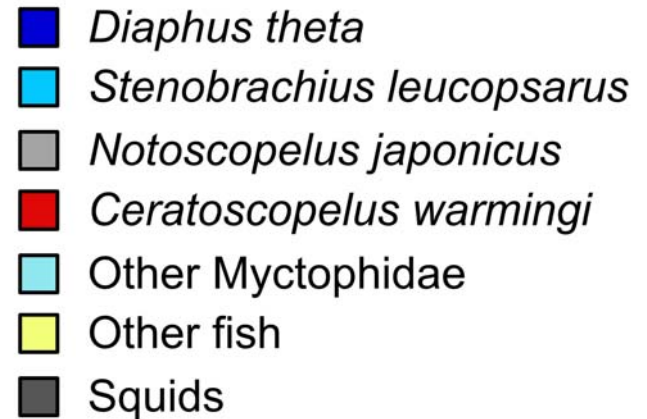 Diaphus theta
Stenobrachius leucopsarus
Notoscopelus japonicus
Ceratoscopelus warmingi
Other Myctophidae
Other fish
Squids